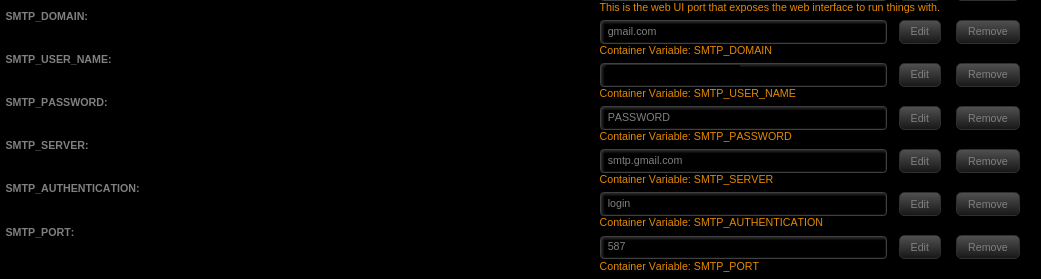 This is the web UI port that exposes the web interface to run things with.
SMTP_DOMAIN:
gmail.com Edit Remove
Container Variable: SMTP_DOMAIN
SMTP_USER_NAME:
Edit Remove
Container Variable: SMTP_USER_NAME
SMTP_PASSWORD:
PASSWORD Edit Remove
Container Variable: SMTP_PASSWORD
SMTP_SERVER:
smtp.gmail.com Edit Remove
Container Variable: SMTP_SERVER
SMTP_AUTHENTICATION:
login Edit Remove
Container Variable: SMTP_AUTHENTICATION
SMTP_PORT:
587 Edit Remove
Container Variable: SMTP_PORT